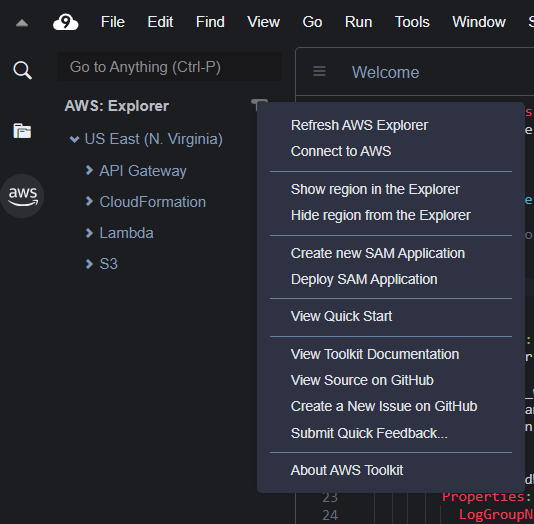 9 File Edit Find View Go Run Tools Window S
Go to Anything (Ctrl-P)
Welcome
AWS: Explorer
US East (N. Virginia)
API Gateway
CloudFormation
Lambda
S3
aws
Refresh AWS Explorer
Connect to AWS
Show region in the Explorer
Hide region from the Explorer
Create new SAM Application
Deploy SAM Application
View Quick Start
View Toolkit Documentation
View Source on GitHub
Create a New Issue on GitHub
Submit Quick Feedback...
About AWS Toolkit
23 Properties:
24 LogGroupN